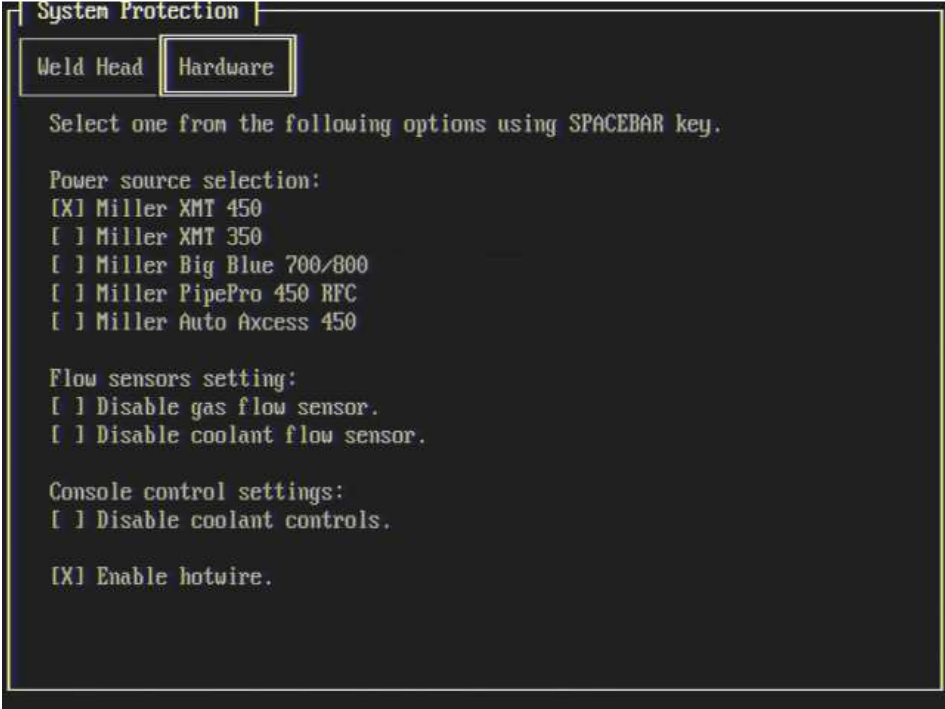 System Protection
Weld Head Hardware
Select one from the following options using SPACEBAR key.
Power source selection:
[X] Miller XMT 450
[ ] Miller XMT 350
[ ] Miller Big Blue 700/800
[ ] Miller PipePro 450 RFC
[ ] Miller Auto Axcess 450
Flow sensors setting:
[ ] Disable gas flow sensor.
[ ] Disable coolant flow sensor.
Console control settings:
[ ] Disable coolant controls.
[X] Enable hotwire.